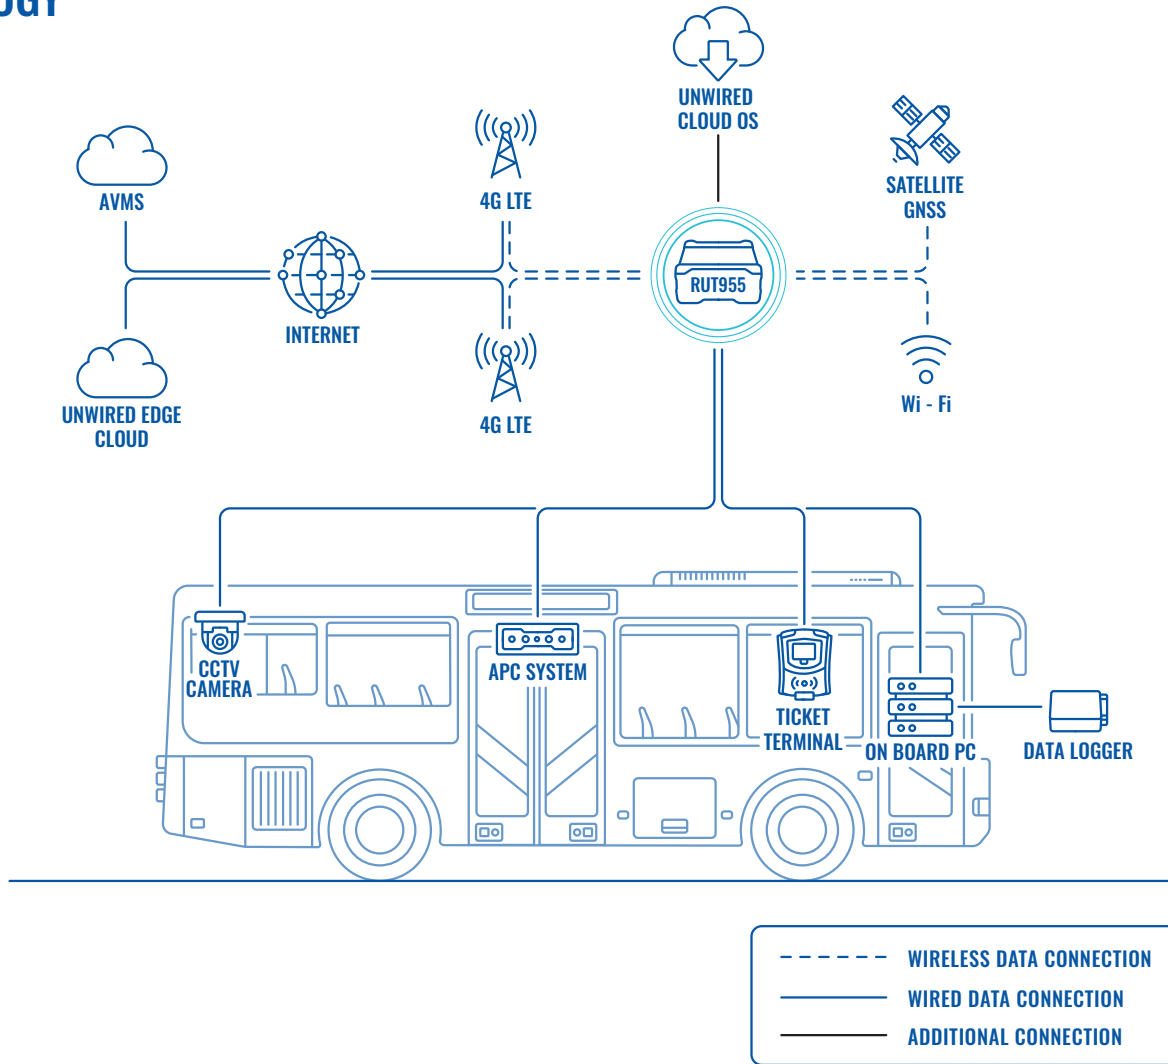 OGY
UNWIRED
CLOUD OS
AVMS
4G LTE
SATELLITE
GNSS
RUT955
INTERNET
UNWIRED EDGE
CLOUD
4G LTE
Wi - Fi
CCTV
CAMERA
APC SYSTEM
TICKET
TERMINAL
ON BOARD PC
DATA LOGGER
WIRELESS DATA CONNECTION
WIRED DATA CONNECTION
ADDITIONAL CONNECTION